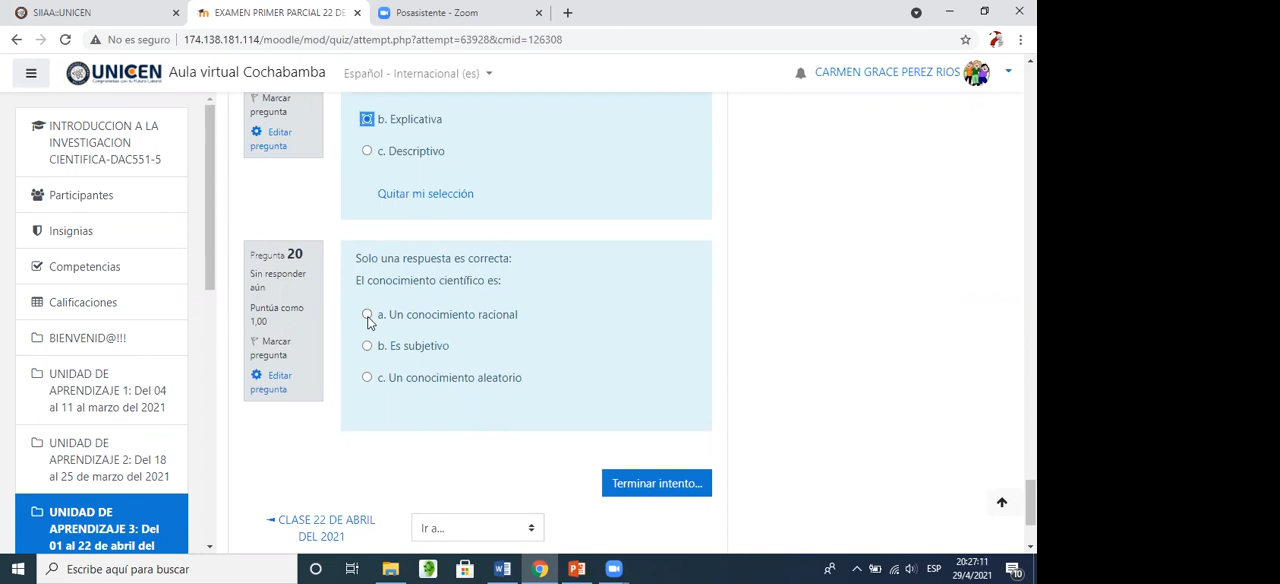 SIIAA::UNICEN
EXAMEN PRIMER PARCIAL 22 DE
Posasistente - Zoom
No es seguro
174.138.181.114/moodle/mod/quiz/attempt.php?attempt=63928&cmid=126308
UNICEN
Aula virtual Cochabamba
Español - Internacional (es)
CARMEN GRACE PEREZ RIOS
INTRODUCCION A LA
INVESTIGACION
CIENTIFICA-DAC551-5
Participantes
Insignias
Competencias
Calificaciones
BIENVENID@!!!
UNIDAD DE
APRENDIZAJE 1: Del 04
al 11 al marzo del 2021
UNIDAD DE
APRENDIZAJE 2: Del 18
al 25 de marzo del 2021
UNIDAD DE
APRENDIZAJE 3: Del
01 al 22 de abril del
Marcar
pregunta
Editar
pregunta
b. Explicativa
c. Descriptivo
Quitar mi selección
Pregunta 20
Sin responder
aún
Puntúa como
1,00
Marcar
pregunta
Editar
pregunta
Solo una respuesta es correcta:
El conocimiento científico es:
a. Un conocimiento racional
b. Es subjetivo
c. Un conocimiento aleatorio
Terminar intento...
◄ CLASE 22 DE ABRIL
DEL 2021
Ir a...
Escribe aquí para buscar
ESP
20:27:11
29/4/2021
10